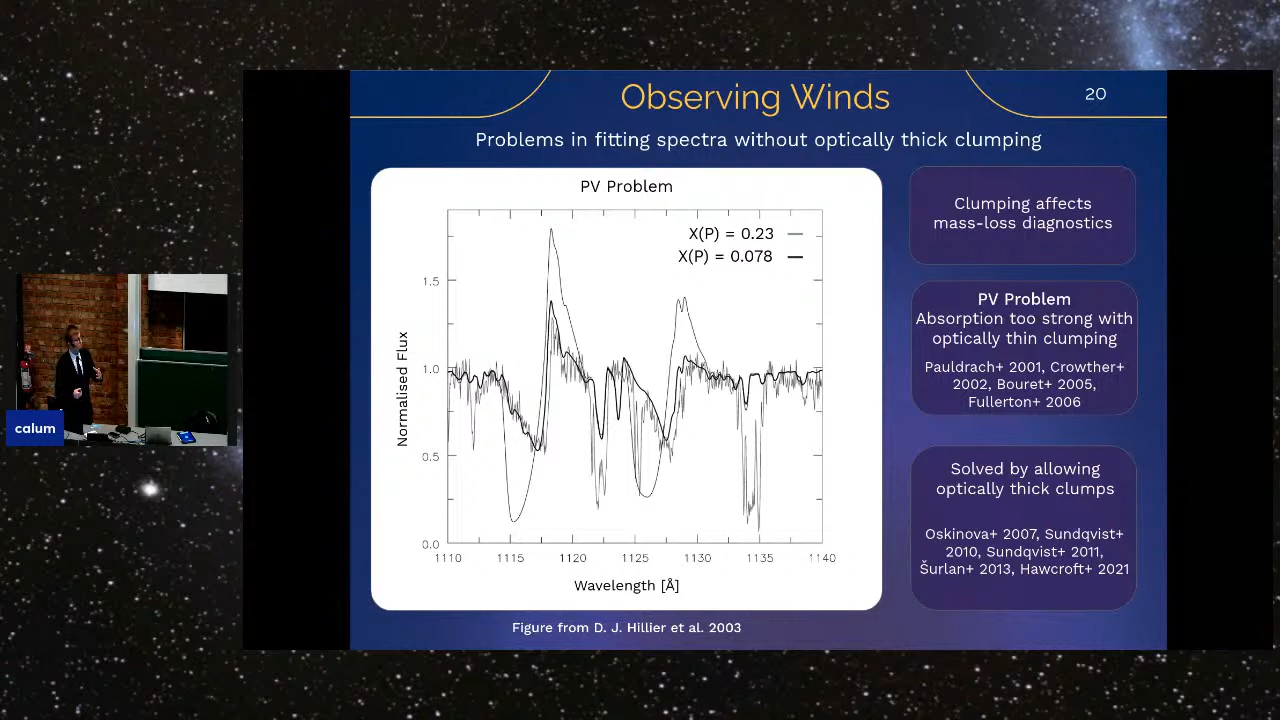 Observing Winds
20
Problems in fitting spectra without optically thick clumping
PV Problem
X(P) = 0.23
X(P) = 0.078
1.5
1.0
0.5
0.0
Normalised Flux
1110 1115 1120 1125 1130 1135 1140
Wavelength [Å]
Figure from D. J. Hillier et al. 2003
Clumping affects
mass-loss diagnostics
PV Problem
Absorption too strong with
optically thin clumping
Pauldrach+ 2001, Crowther+
2002, Bouret+ 2005,
Fullerton+ 2006
Solved by allowing
optically thick clumps
Oskinova+ 2007, Sundqvist+
2010, Sundqvist+ 2011,
Šurlan+ 2013, Hawcroft+ 2021
calum